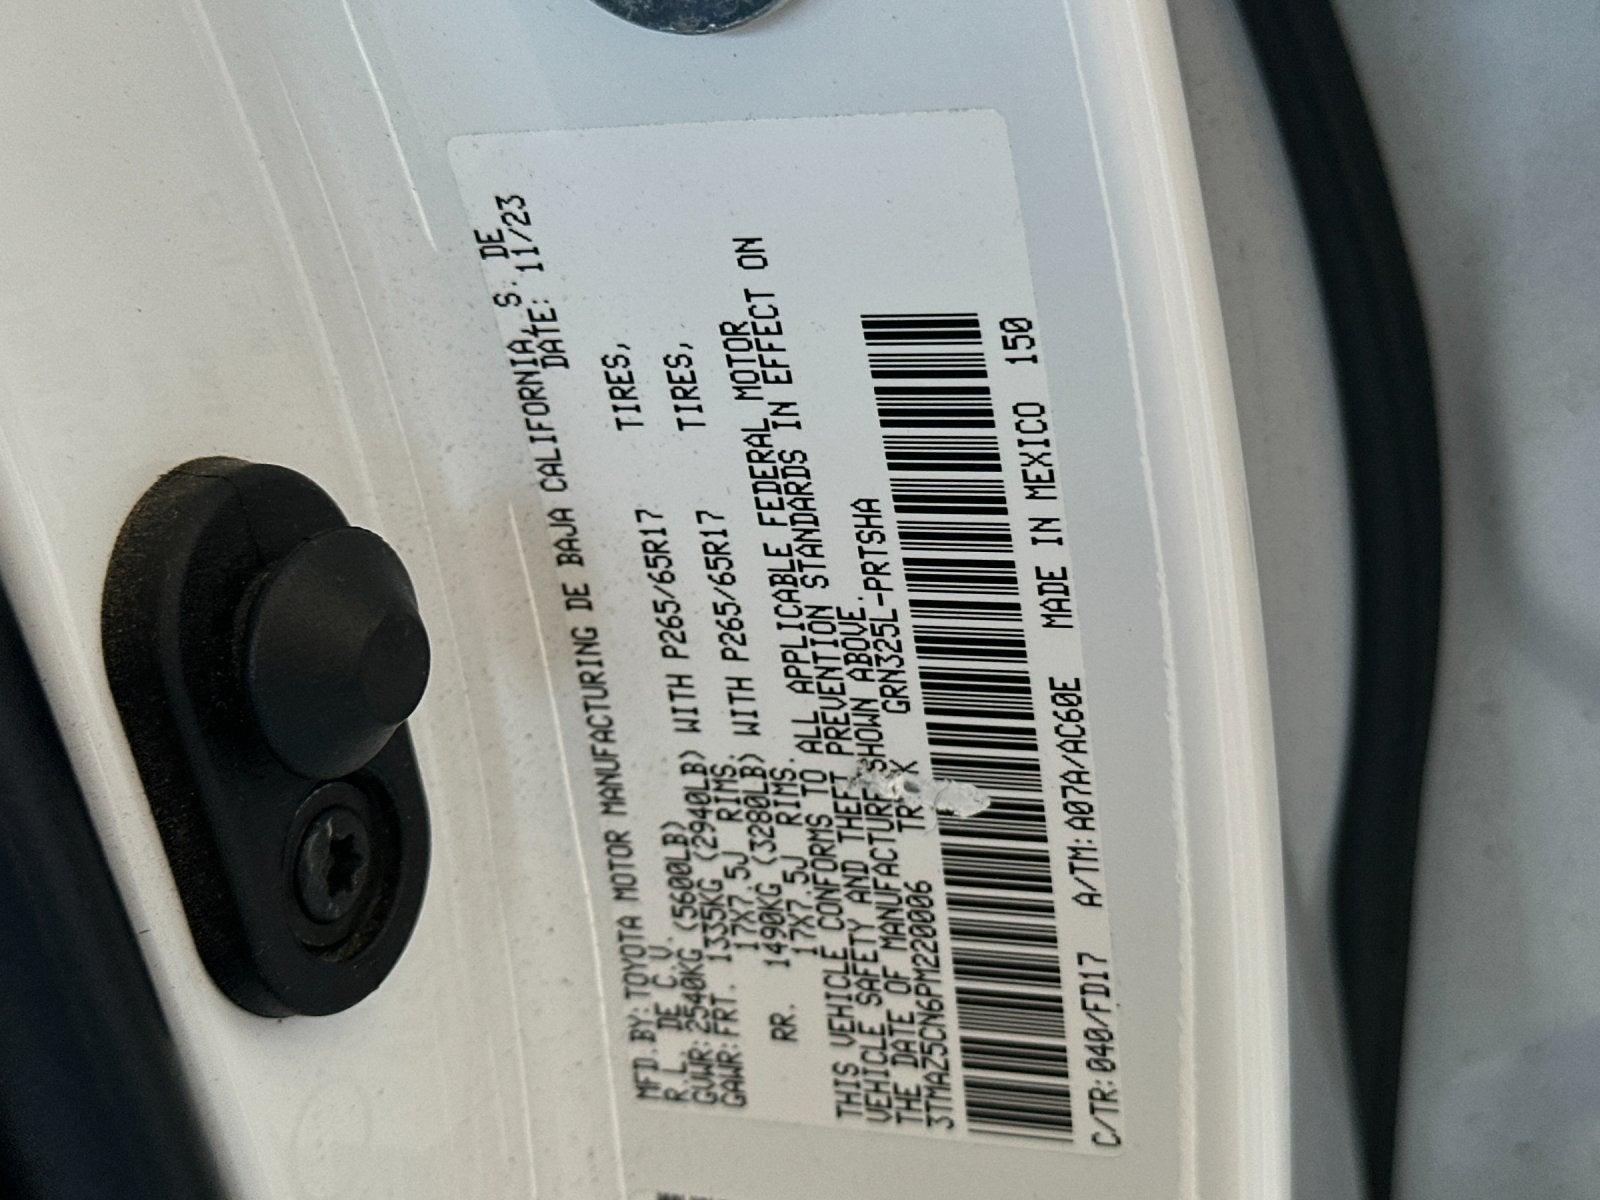 MFD.BY:TOYOTA MOTOR MANUFACTURING DE BAJA CALIFORNIA, S. DE
R.L. DE C.V. DATE: 11/23
GVWR:2540KG (5600LB)
GAWR:FRT. 1335KG (2940LB) WITH P265/65R17 TIRES,
17X7.5J RIMS,
RR. 1490KG (3280LB) WITH P265/65R17 TIRES,
17X7.5J RIMS.
THIS VEHICLE CONFORMS TO ALL APPLICABLE FEDERAL MOTOR
VEHICLE SAFETY AND THEFT PREVENTION STANDARDS IN EFFECT ON
THE DATE OF MANUFACTURE SHOWN ABOVE.
3TMAZ5CN6PM220006 GRN325L-PRTSHA
C/TR:040/FD17 A/TM:A07A/AC60E MADE IN MEXICO 150